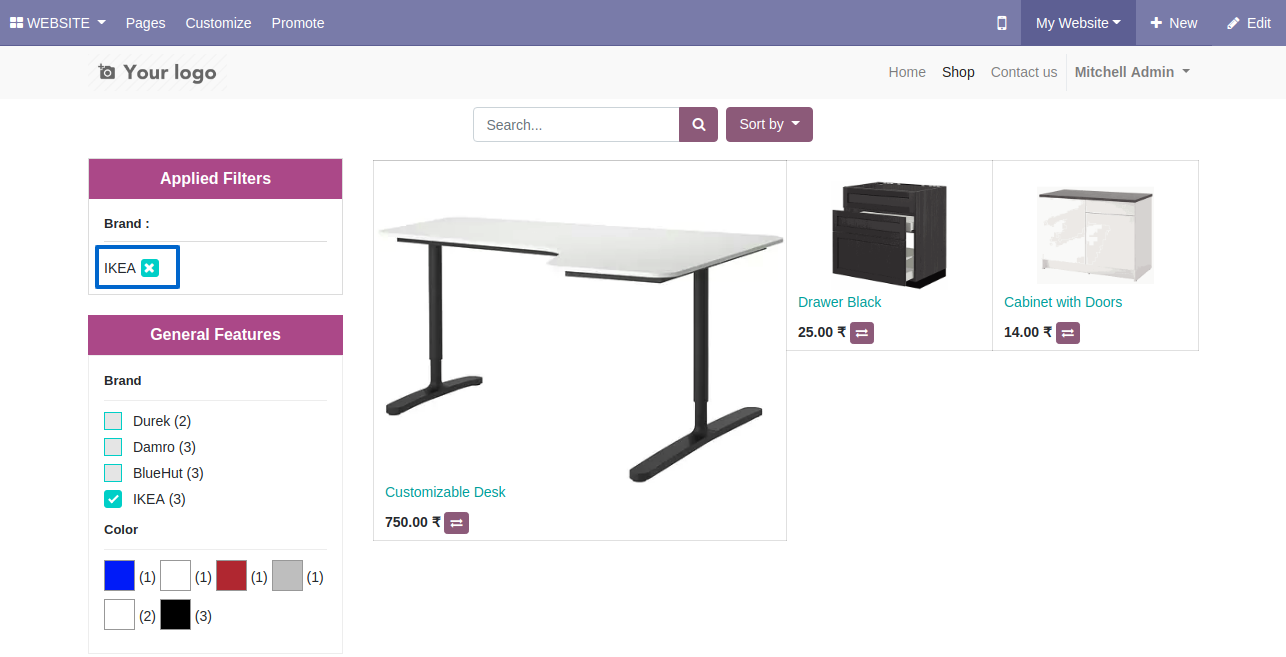 WEBSITE Pages Customize Promote My Website New Edit
Your logo Home Shop Contact us Mitchell Admin
Search... Sort by
Applied Filters
Brand :
IKEA
General Features
Brand
Durek (2)
Damro (3)
BlueHut (3)
IKEA (3)
Color
(1) (1) (1) (1)
(2) (3)
Customizable Desk
750.00 ₹
Drawer Black
25.00 ₹
Cabinet with Doors
14.00 ₹